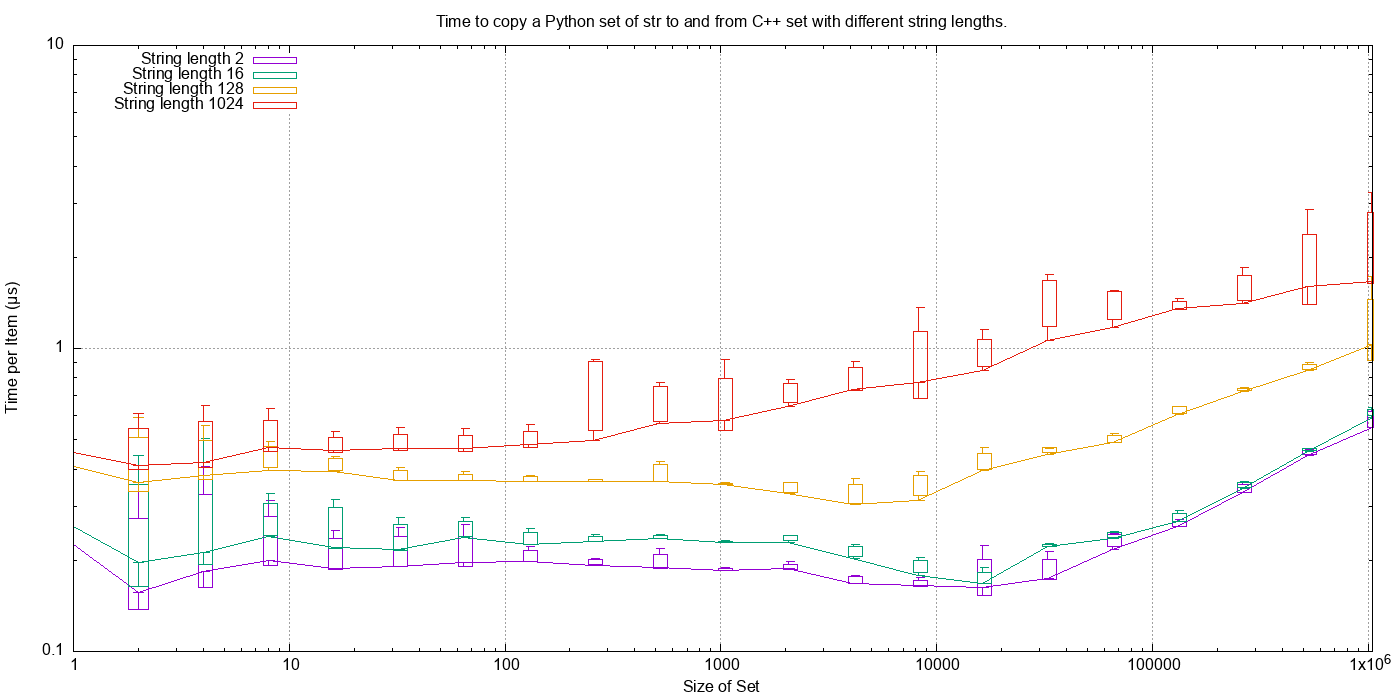 Time to copy a Python set of str to and from C++ set with different string lengths.
10
String length 2
String length 16
String length 128
String length 1024
Time per Item (µs)
1
0.1
1 10 100 1000 10000 100000 1x10⁶
Size of Set